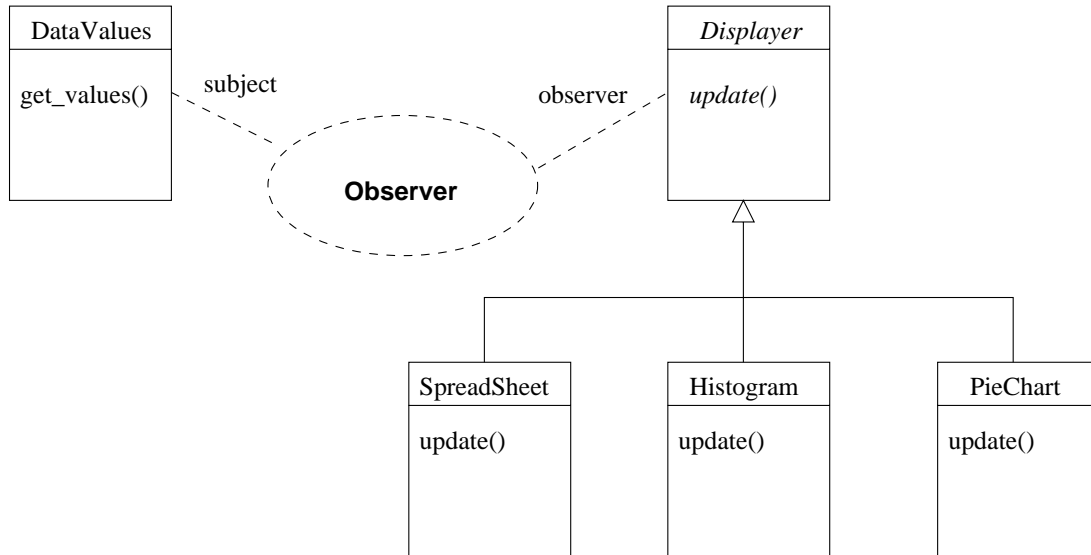 DataValues
get_values()
subject
Observer
observer
Displayer
update()
SpreadSheet
update()
Histogram
update()
PieChart
update()